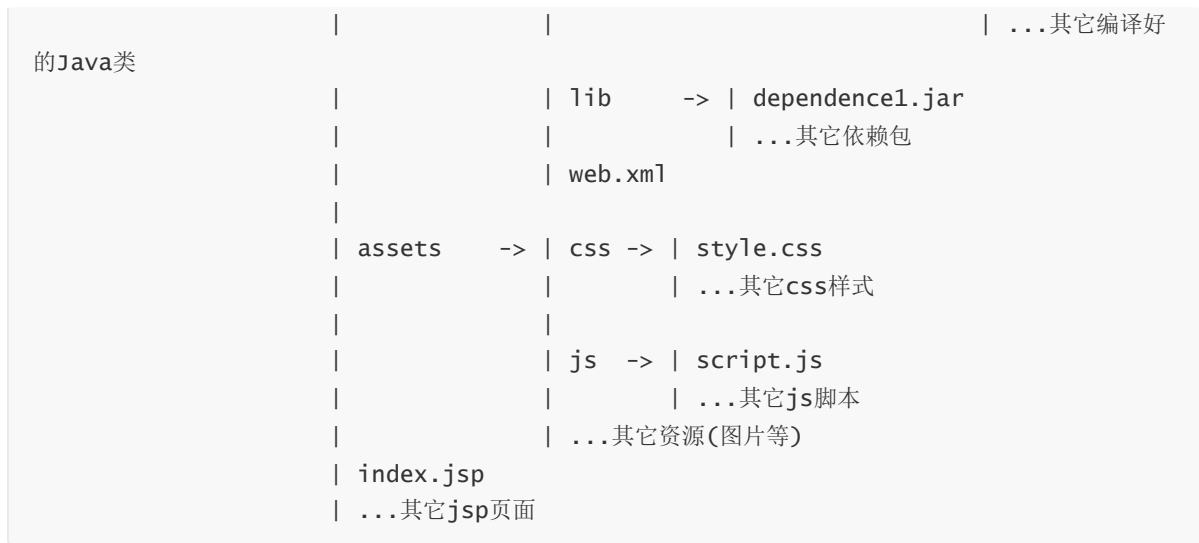 |             |                           | ...其它编译好
的Java类
|             | lib    -> | dependence1.jar
|             |           | ...其它依赖包
|             | web.xml
|
| assets   -> | css -> | style.css
|             |        | ...其它css样式
|             |
|             | js  -> | script.js
|             |        | ...其它js脚本
|             | ...其它资源(图片等)
| index.jsp
| ...其它jsp页面